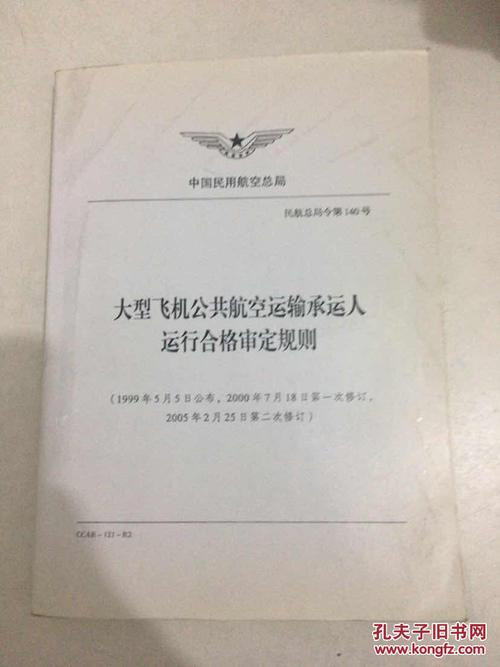 中国民用航空总局
民航总局令第140号
大型飞机公共航空运输承运人
运行合格审定规则
(1999年5月5日公布，2000年7月18日第一次修订，
2005年2月25日第二次修订)
CCAR-121-R2
孔夫子旧书网
www.kongfz.com